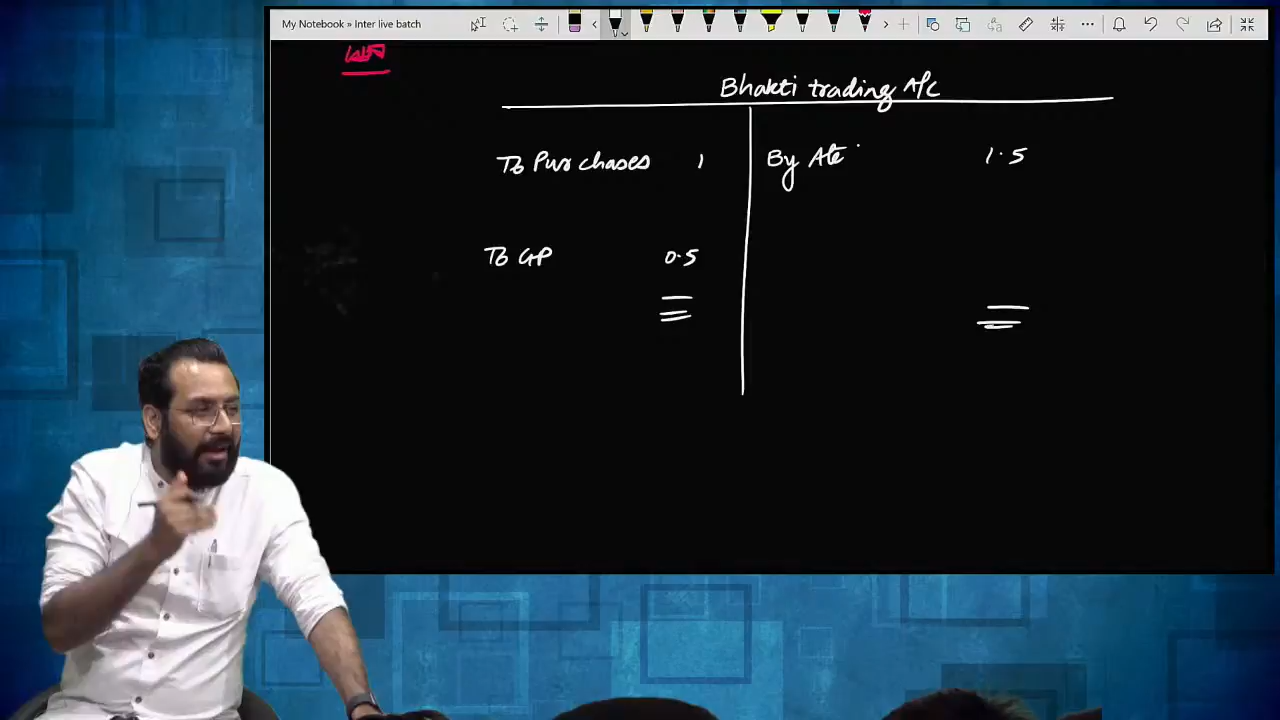 My Notebook » Inter live batch
Bhakti trading A/c
To Purchases 1 By 1.5
To GP 0.5